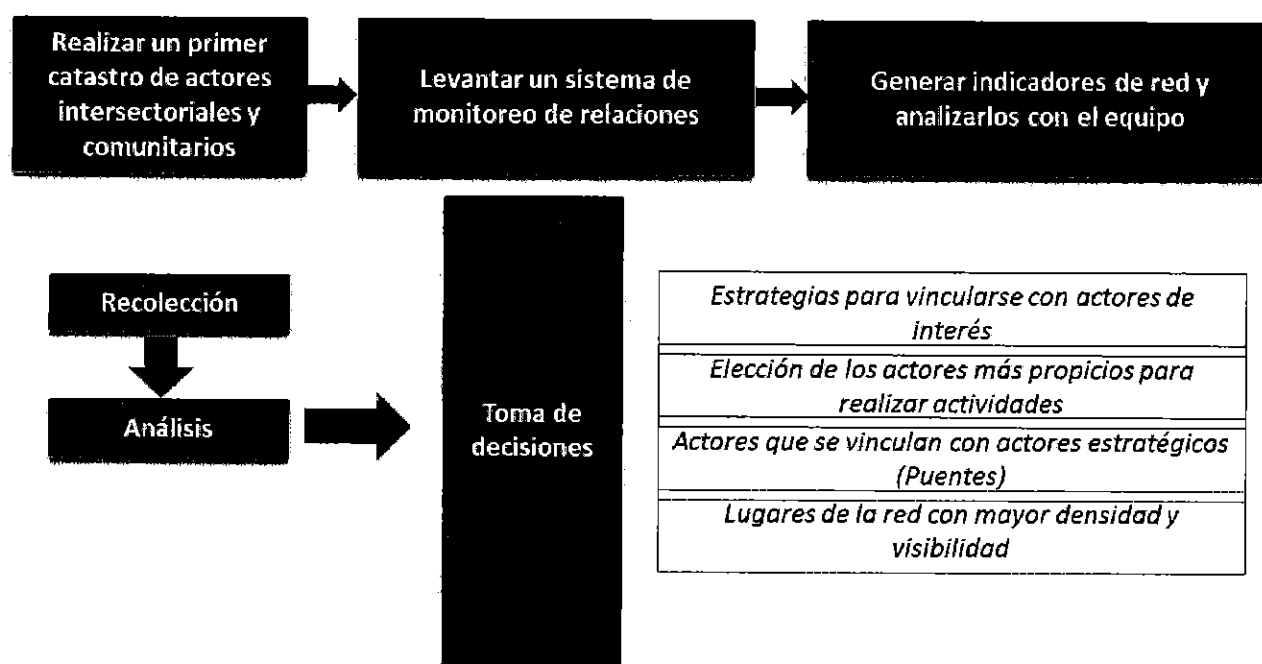 Realizar un primer
catastro de actores
intersectoriales y
comunitarios
Levantar un sistema de
monitoreo de relaciones
Generar indicadores de red y
analizarlos con el equipo
Recolección
Análisis
Toma de
decisiones
Estrategias para vincularse con actores de
interés
Elección de los actores más propicios para
realizar actividades
Actores que se vinculan con actores estratégicos
(Puentes)
Lugares de la red con mayor densidad y
visibilidad